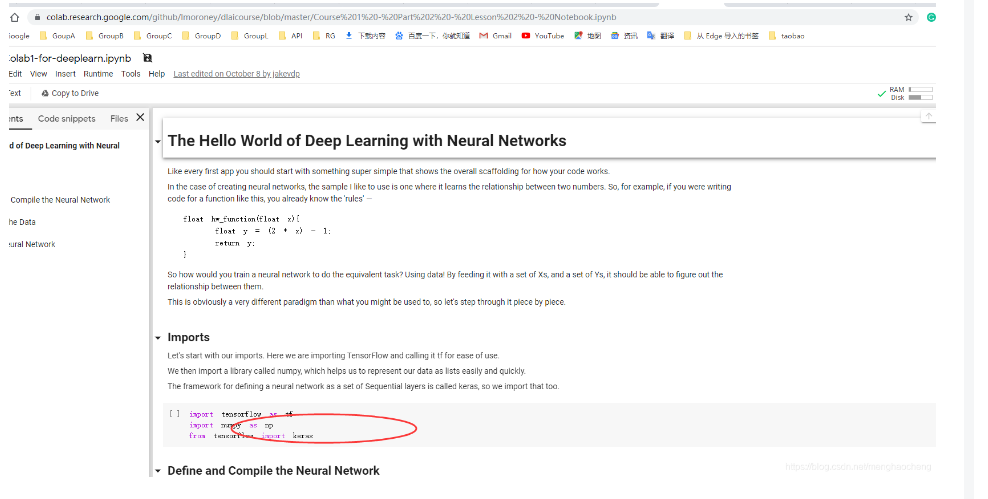 colab.research.google.com/github/lmoroney/dlaicourse/blob/master/Course%201%20-%20Part%202%20-%20Lesson%202%20-%20Notebook.ipynb
ioogle GoupA GroupB GroupC GroupD GroupL API RG 下载内容 百度一下，你就知道 Gmail YouTube 地图 资讯 翻译 从 Edge 导入的书签 taobao
:olab1-for-deeplearn.ipynb
Edit View Insert Runtime Tools Help Last edited on October 8 by jakevdp
Text Copy to Drive
RAM
Disk
ents Code snippets Files
d of Deep Learning with Neural
Compile the Neural Network
he Data
eural Network
The Hello World of Deep Learning with Neural Networks
Like every first app you should start with something super simple that shows the overall scaffolding for how your code works.
In the case of creating neural networks, the sample I like to use is one where it learns the relationship between two numbers. So, for example, if you were writing
code for a function like this, you already know the 'rules' —
float hw_function(float x){
float y = (2 * x) - 1;
return y;
}
So how would you train a neural network to do the equivalent task? Using data! By feeding it with a set of Xs, and a set of Ys, it should be able to figure out the
relationship between them.
This is obviously a very different paradigm than what you might be used to, so let's step through it piece by piece.
Imports
Let's start with our imports. Here we are importing TensorFlow and calling it tf for ease of use.
We then import a library called numpy, which helps us to represent our data as lists easily and quickly.
The framework for defining a neural network as a set of Sequential layers is called keras, so we import that too.
[ ] import tensorflow as tf
import numpy as np
from tensorflow import keras
Define and Compile the Neural Network